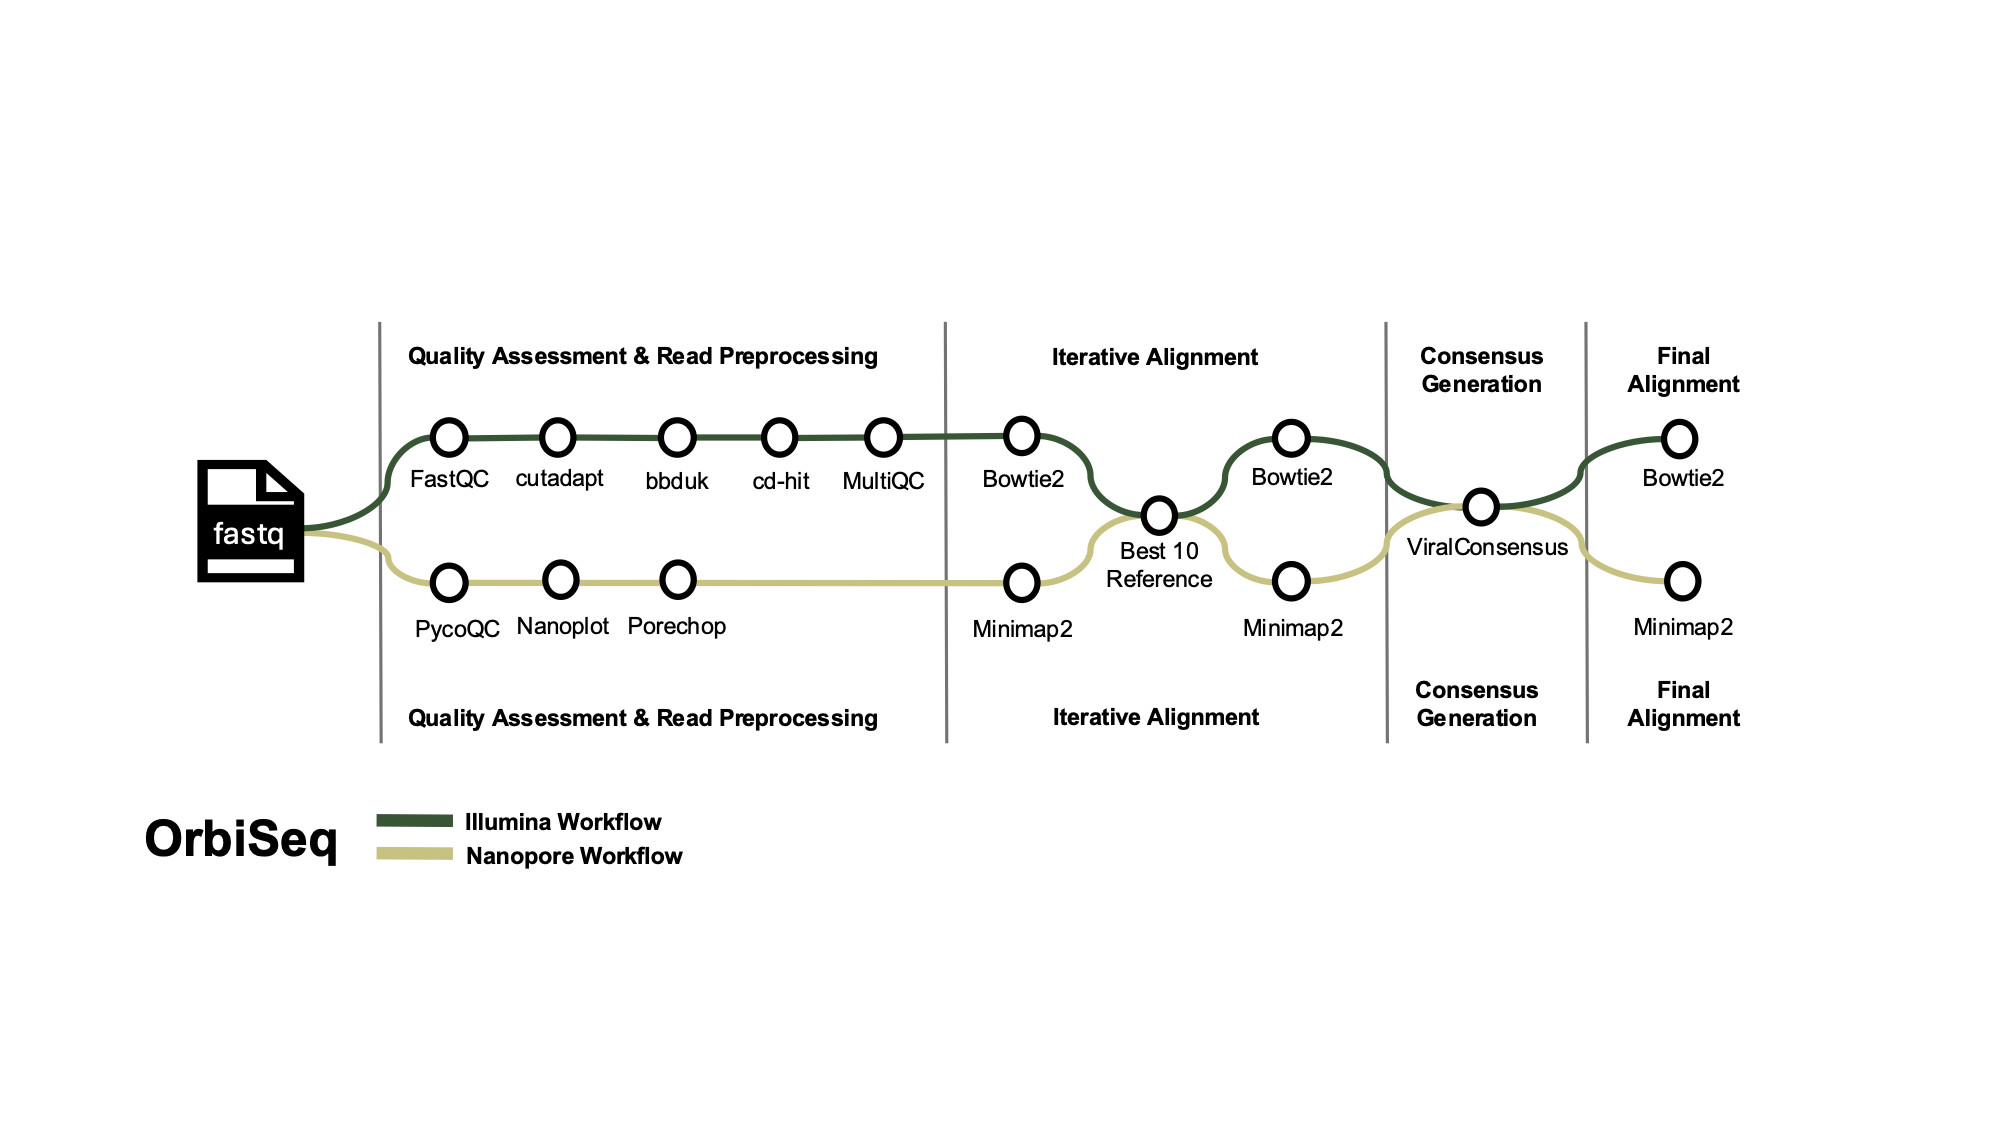 Quality Assessment & Read Preprocessing
Iterative Alignment
Consensus
Generation
Final
Alignment
FastQC
cutadapt
bbduk
cd-hit
MultiQC
Bowtie2
Bowtie2
Bowtie2
fastq
Best 10
Reference
ViralConsensus
PycoQC
Nanoplot
Porechop
Minimap2
Minimap2
Minimap2
Quality Assessment & Read Preprocessing
Iterative Alignment
Consensus
Generation
Final
Alignment
OrbiSeq
Illumina Workflow
Nanopore Workflow